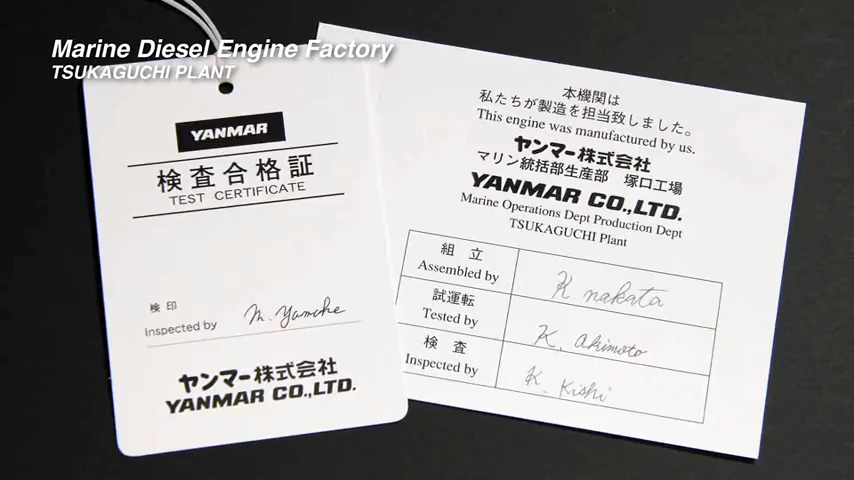 Marine Diesel Engine Factory
TSUKAGUCHI PLANT
YANMAR
検査合格証
TEST CERTIFICATE
検印
Inspected by
ヤンマー株式会社
YANMAR CO.,LTD.
本機関は
私たちが製造を担当致しました。
This engine was manufactured by us.
ヤンマー株式会社
マリン統括部生産部 塚口工場
YANMAR CO.,LTD.
Marine Operations Dept Production Dept
TSUKAGUCHI Plant
組立
Assembled by K. nakata
試運転
Tested by K. Akimoto
検査
Inspected by K. Kishi